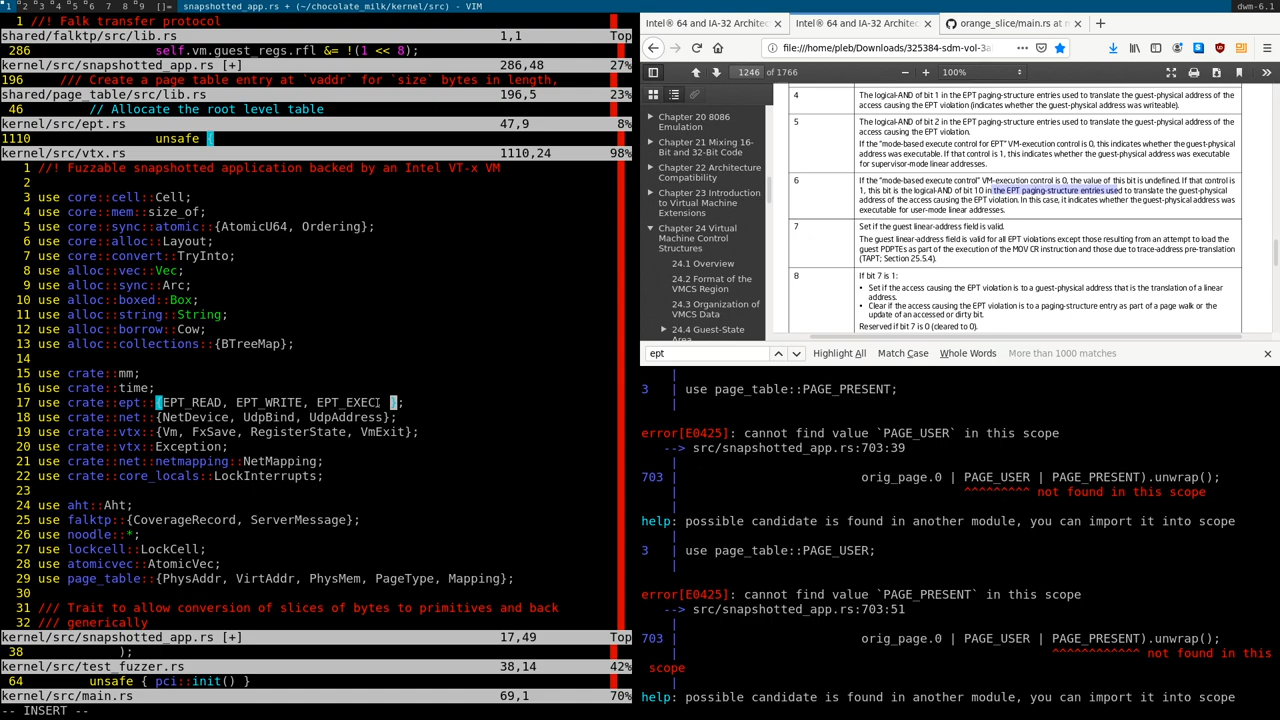 1 2 3 4 5 6 7 8 9 []= snapshotted_app.rs + (~/chocolate_milk/kernel/src) - VIM
dwm-6.1
1 //! Falk transfer protocol
shared/falktp/src/lib.rs 1,1 Top
286 self.vm.guest_regs.rfl &= !(1 << 8);
kernel/src/snapshotted_app.rs [+] 286,48 27%
196 /// Create a page table entry at `vaddr` for `size` bytes in length,
shared/page_table/src/lib.rs 196,5 23%
46 // Allocate the root level table
kernel/src/ept.rs 47,9 8%
1110 unsafe {
kernel/src/vtx.rs 1110,24 98%
1 //! Fuzzable snapshotted application backed by an Intel VT-x VM
2
3 use core::cell::Cell;
4 use core::mem::size_of;
5 use core::sync::atomic::{AtomicU64, Ordering};
6 use core::alloc::Layout;
7 use core::convert::TryInto;
8 use alloc::vec::Vec;
9 use alloc::sync::Arc;
10 use alloc::boxed::Box;
11 use alloc::string::String;
12 use alloc::borrow::Cow;
13 use alloc::collections::{BTreeMap};
14
15 use crate::mm;
16 use crate::time;
17 use crate::ept::{EPT_READ, EPT_WRITE, EPT_EXEC, };
18 use crate::net::{NetDevice, UdpBind, UdpAddress};
19 use crate::vtx::{Vm, FxSave, RegisterState, VmExit};
20 use crate::vtx::Exception;
21 use crate::net::netmapping::NetMapping;
22 use crate::core_locals::LockInterrupts;
23
24 use aht::Aht;
25 use falktp::{CoverageRecord, ServerMessage};
26 use noodle::*;
27 use lockcell::LockCell;
28 use atomicvec::AtomicVec;
29 use page_table::{PhysAddr, VirtAddr, PhysMem, PageType, Mapping};
30
31 /// Trait to allow conversion of slices of bytes to primitives and back
32 /// generically
kernel/src/snapshotted_app.rs [+] 17,49 Top
38 );
kernel/src/test_fuzzer.rs 38,14 42%
64 unsafe { pci::init() }
kernel/src/main.rs 69,1 70%
-- INSERT --
Intel® 64 and IA-32 Architec
Intel® 64 and IA-32 Architec
orange_slice/main.rs at m
file:///home/pleb/Downloads/325384-sdm-vol-3a
1246 of 1766
100%
Chapter 20 8086
Emulation
Chapter 21 Mixing 16-
Bit and 32-Bit Code
Chapter 22 Architecture
Compatibility
Chapter 23 Introduction
to Virtual Machine
Extensions
Chapter 24 Virtual
Machine Control
Structures
24.1 Overview
24.2 Format of the
VMCS Region
24.3 Organization of
VMCS Data
24.4 Guest-State
Area
4 The logical-AND of bit 1 in the EPT paging-structure entries used to translate the guest-physical address of the
access causing the EPT violation (indicates whether the guest-physical address was writeable).
5 The logical-AND of bit 2 in the EPT paging-structure entries used to translate the guest-physical address of the
access causing the EPT violation.
If the "mode-based execute control for EPT" VM-execution control is 0, this indicates whether the guest-physical
address was executable. If that control is 1, this indicates whether the guest-physical address was executable
for supervisor-mode linear addresses.
6 If the "mode-based execute control" VM-execution control is 0, the value of this bit is undefined. If that control is
1, this bit is the logical-AND of bit 10 in the EPT paging-structure entries used to translate the guest-physical
address of the access causing the EPT violation. In this case, it indicates whether the guest-physical address was
executable for user-mode linear addresses.
7 Set if the guest linear-address field is valid.
The guest linear-address field is valid for all EPT violations except those resulting from an attempt to load the
guest PDPTEs as part of the execution of the MOV CR instruction and those due to trace-address pre-translation
(TAPT; Section 25.5.4).
8 If bit 7 is 1:
• Set if the access causing the EPT violation is to a guest-physical address that is the translation of a linear
address.
• Clear if the access causing the EPT violation is to a paging-structure entry as part of a page walk or the
update of an accessed or dirty bit.
Reserved if bit 7 is 0 (cleared to 0).
ept Highlight All Match Case Whole Words More than 1000 matches
|
3 | use page_table::PAGE_PRESENT;
|
error[E0425]: cannot find value `PAGE_USER` in this scope
--> src/snapshotted_app.rs:703:39
|
703 | orig_page.0 | PAGE_USER | PAGE_PRESENT).unwrap();
| ^^^^^^^^^ not found in this scope
|
help: possible candidate is found in another module, you can import it into scope
|
3 | use page_table::PAGE_USER;
|
error[E0425]: cannot find value `PAGE_PRESENT` in this scope
--> src/snapshotted_app.rs:703:51
|
703 | orig_page.0 | PAGE_USER | PAGE_PRESENT).unwrap();
| ^^^^^^^^^^^^ not found in this
scope
|
help: possible candidate is found in another module, you can import it into scope